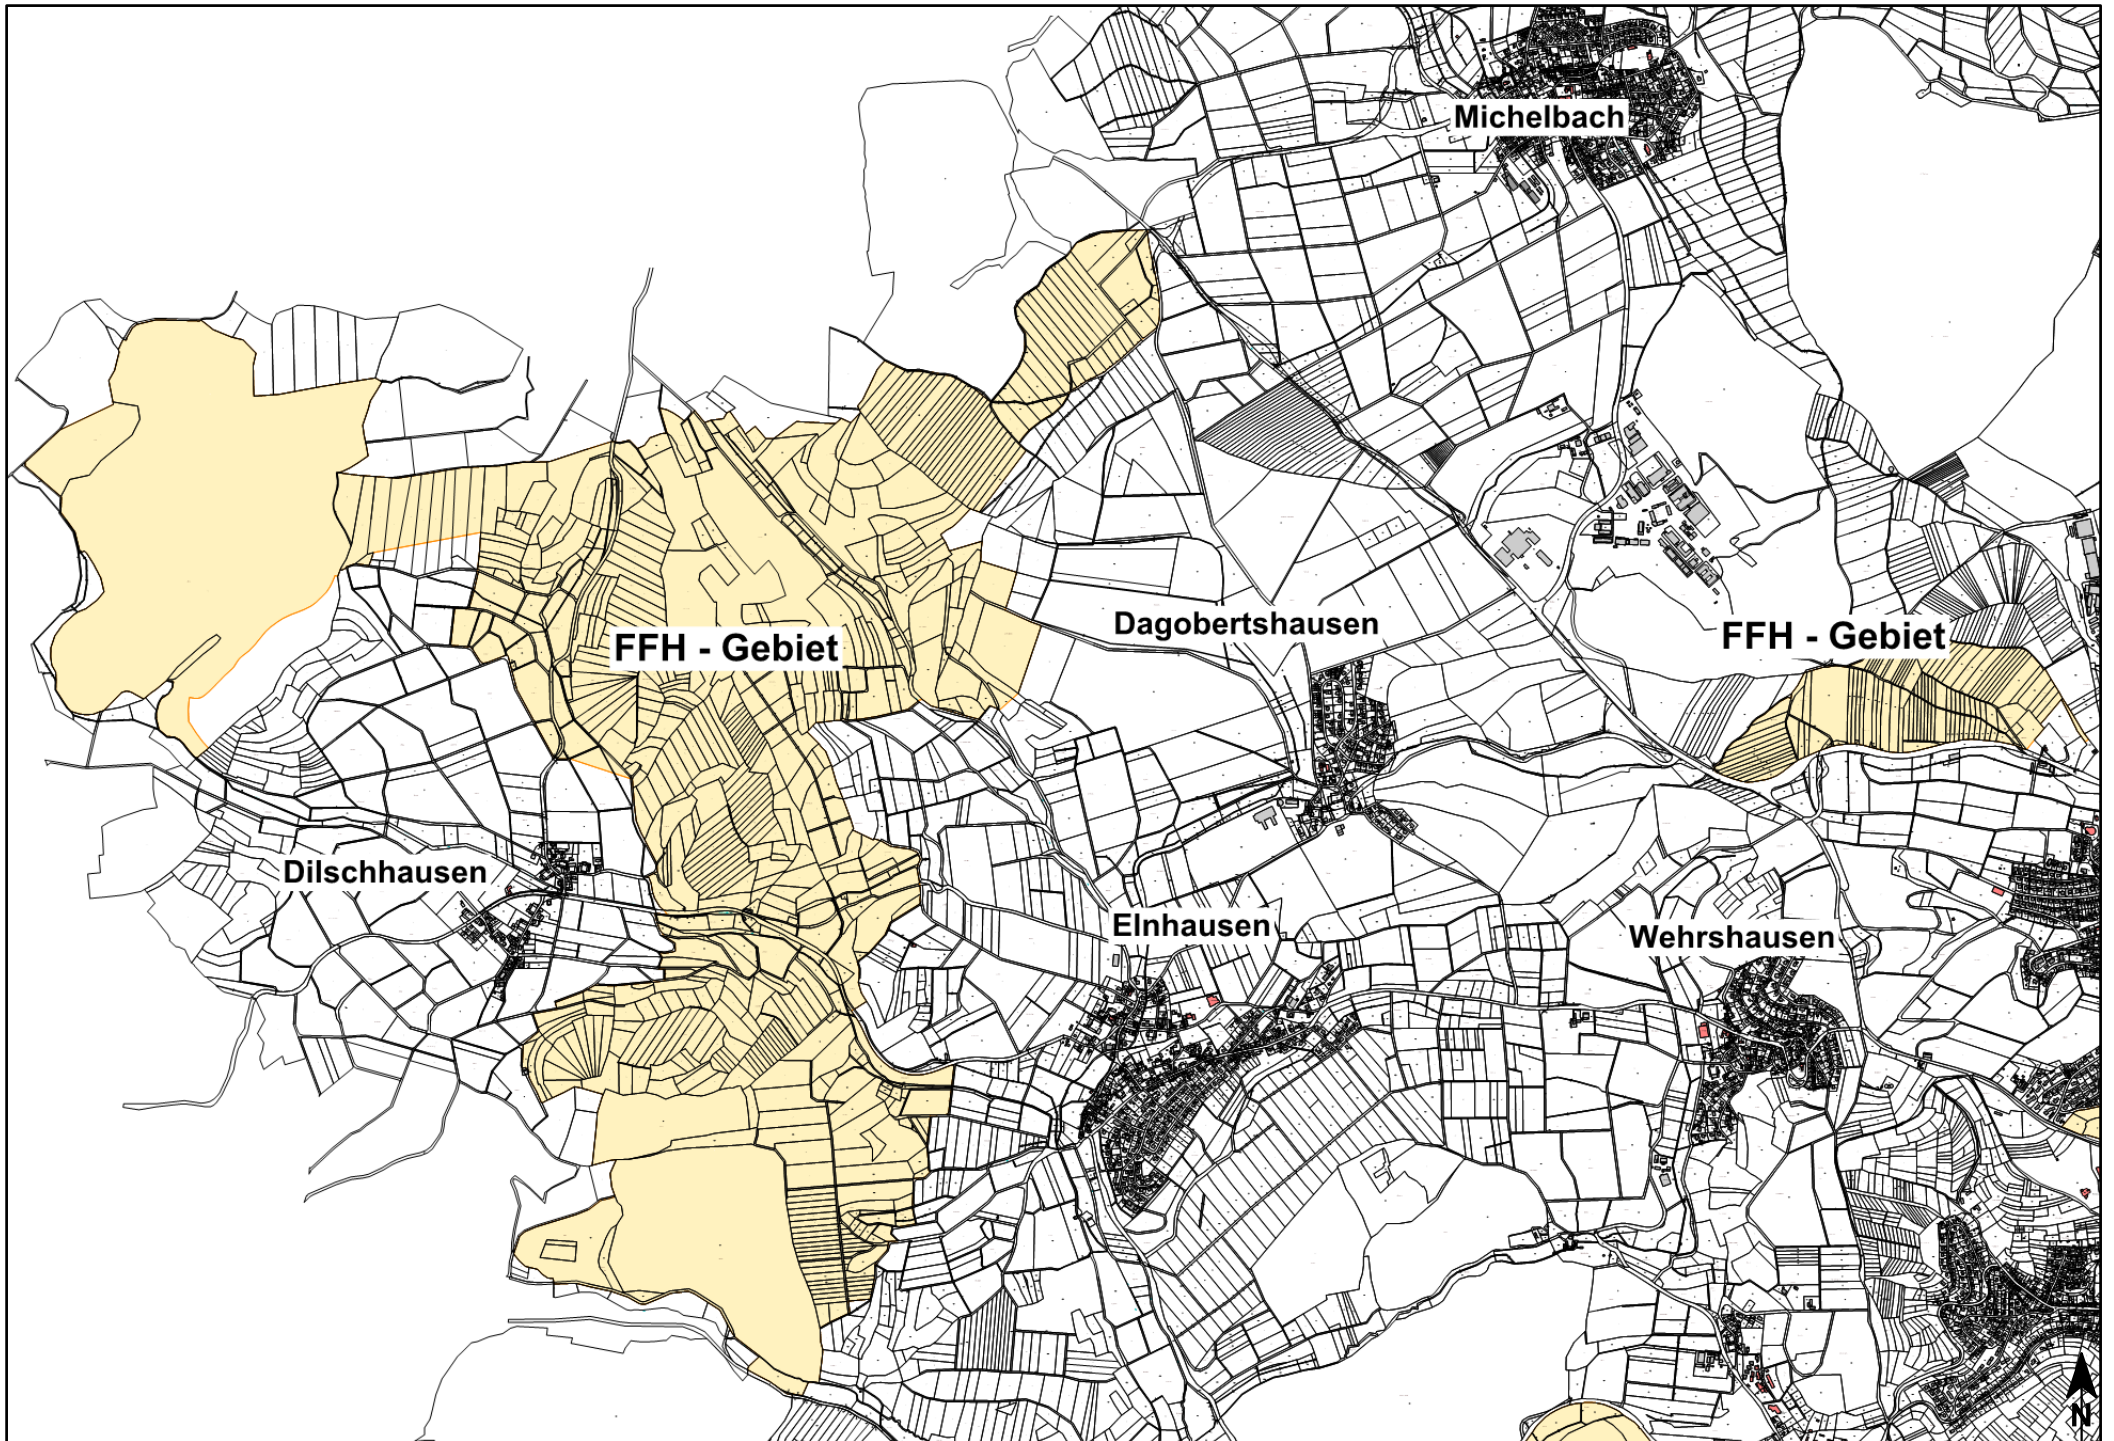 Michelbach
Dagobertshausen
FFH - Gebiet
FFH - Gebiet
Dilschhausen
Elnhausen
Wehrshausen
N